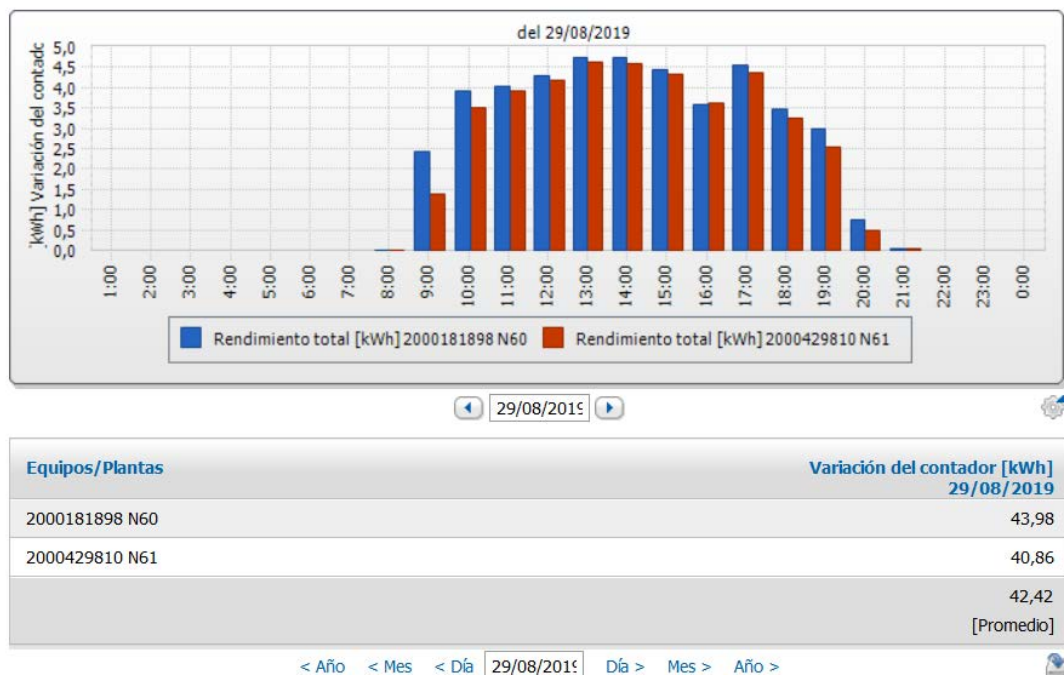 del 29/08/2019
[kWh] Variación del contadc
5,0
4,5
4,0
3,5
3,0
2,5
2,0
1,5
1,0
0,5
0,0
1:00 2:00 3:00 4:00 5:00 6:00 7:00 8:00 9:00 10:00 11:00 12:00 13:00 14:00 15:00 16:00 17:00 18:00 19:00 20:00 21:00 22:00 23:00 0:00
Rendimiento total [kWh] 2000181898 N60 Rendimiento total [kWh] 2000429810 N61
29/08/2019
Equipos/Plantas Variación del contador [kWh]
29/08/2019
2000181898 N60 43,98
2000429810 N61 40,86
42,42
[Promedio]
< Año < Mes < Día 29/08/2019 Día > Mes > Año >